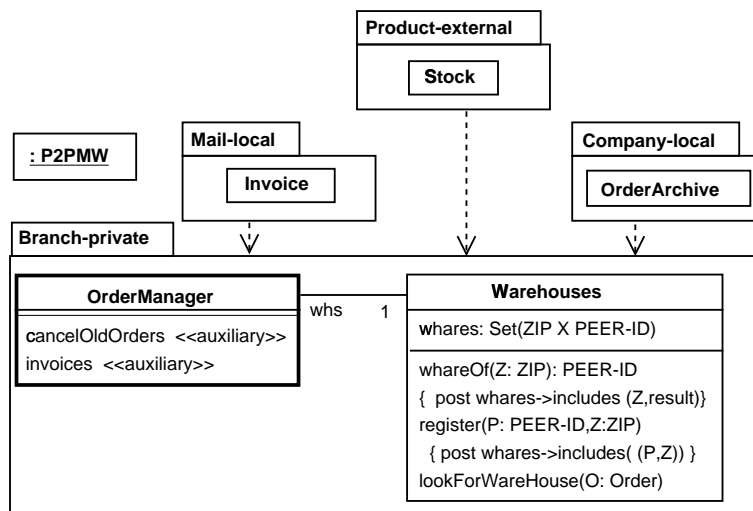 Product-external
Stock
Mail-local
Company-local
: P2PMW
Invoice
OrderArchive
Branch-private
OrderManager
cancelOldOrders <<auxiliary>>
invoices <<auxiliary>>
whs
1
Warehouses
whares: Set(ZIP X PEER-ID)
whareOf(Z: ZIP): PEER-ID
{ post whares->includes (Z,result)}
register(P: PEER-ID,Z:ZIP)
{ post whares->includes( (P,Z)) }
lookForWareHouse(O: Order)